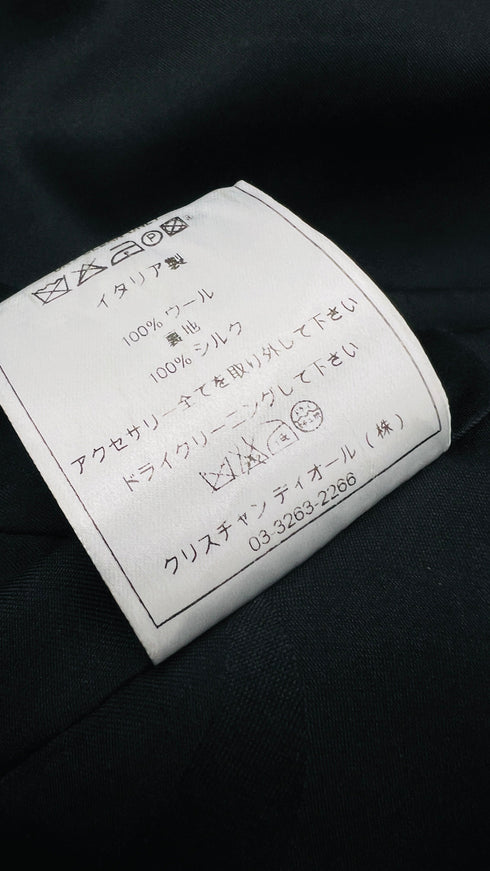 イタリア製
100% ウール
裏地
100% シルク
アクセサリー全てを取り外して下さい
ドライクリーニングして下さい
クリスチャン ディオール (株)
03-3263-2266